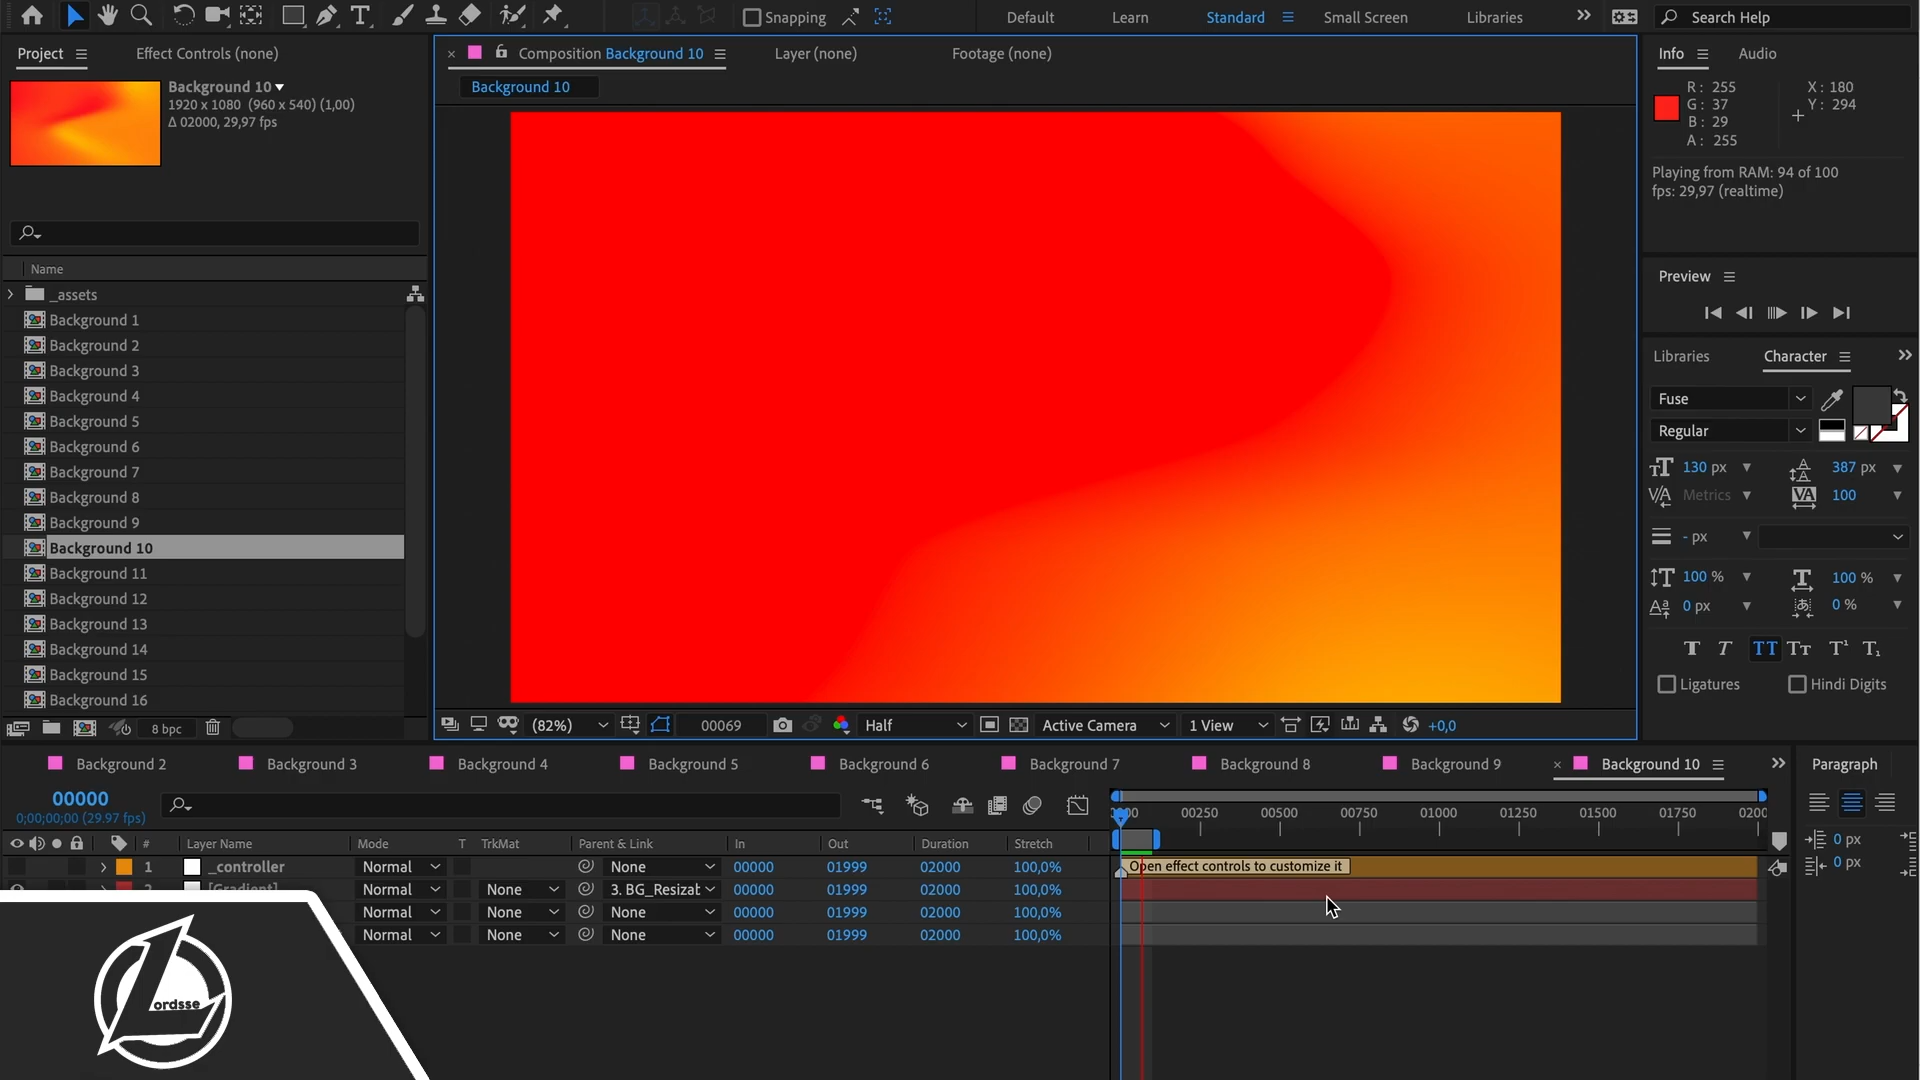 Snapping
Default
Learn
Standard
Small Screen
Libraries
Search Help
Project
Effect Controls (none)
Composition Background 10
Layer (none)
Footage (none)
Info
Audio
Background 10
1920 x 1080 (960 x 540) (1,00)
Δ 02000, 29,97 fps
Background 10
R: 255
G: 37
B: 29
A: 255
X: 180
Y: 294
Playing from RAM: 94 of 100
fps: 29,97 (realtime)
Name
_assets
Background 1
Background 2
Background 3
Background 4
Background 5
Background 6
Background 7
Background 8
Background 9
Background 10
Background 11
Background 12
Background 13
Background 14
Background 15
Background 16
8 bpc
Preview
Libraries
Character
Fuse
Regular
130 px
387 px
Metrics
100
- px
100 %
100 %
0 px
0 %
Ligatures
Hindi Digits
(82%)
00069
Half
Active Camera
1 View
+0,0
Background 2
Background 3
Background 4
Background 5
Background 6
Background 7
Background 8
Background 9
Background 10
Paragraph
00000
0;00;00;00 (29.97 fps)
00250
00500
00750
01000
01250
01500
01750
0 px
0 px
# Layer Name Mode T TrkMat Parent & Link In Out Duration Stretch
1 _controller Normal None 00000 01999 02000 100,0%
Open effect controls to customize it
2 [Gradient] Normal None 3. BG_Resizat 00000 01999 02000 100,0%
Normal None None 00000 01999 02000 100,0%
Normal None None 00000 01999 02000 100,0%
Lordsse